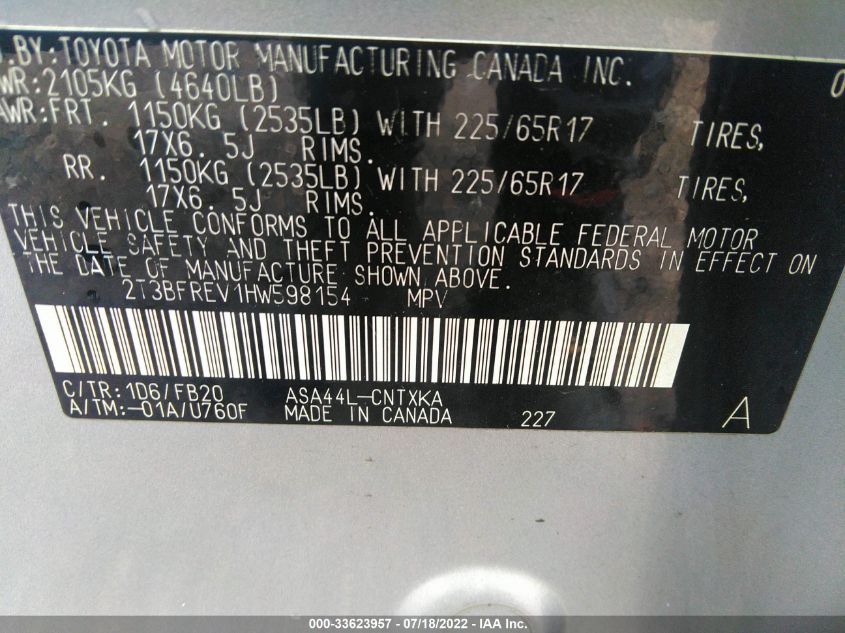 . BY: TOYOTA MOTOR MANUFACTURING CANADA INC.
WR: 2105KG (4640LB) 0
AWR: FRT. 1150KG (2535LB) WITH 225/65R17 TIRES,
17X6. 5J RIMS.
RR. 1150KG (2535LB) WITH 225/65R17 TIRES,
17X6. 5J RIMS.
THIS VEHICLE CONFORMS TO ALL APPLICABLE FEDERAL MOTOR
VEHICLE SAFETY AND THEFT PREVENTION STANDARDS IN EFFECT ON
THE DATE OF MANUFACTURE SHOWN ABOVE.
2T3BFREV1HW598154 MPV
C/TR: 1D6/FB20 ASA44L-CNTXKA
A/TM: -01A/U760F MADE IN CANADA 227 A
000-33623957 - 07/18/2022 - IAA Inc.